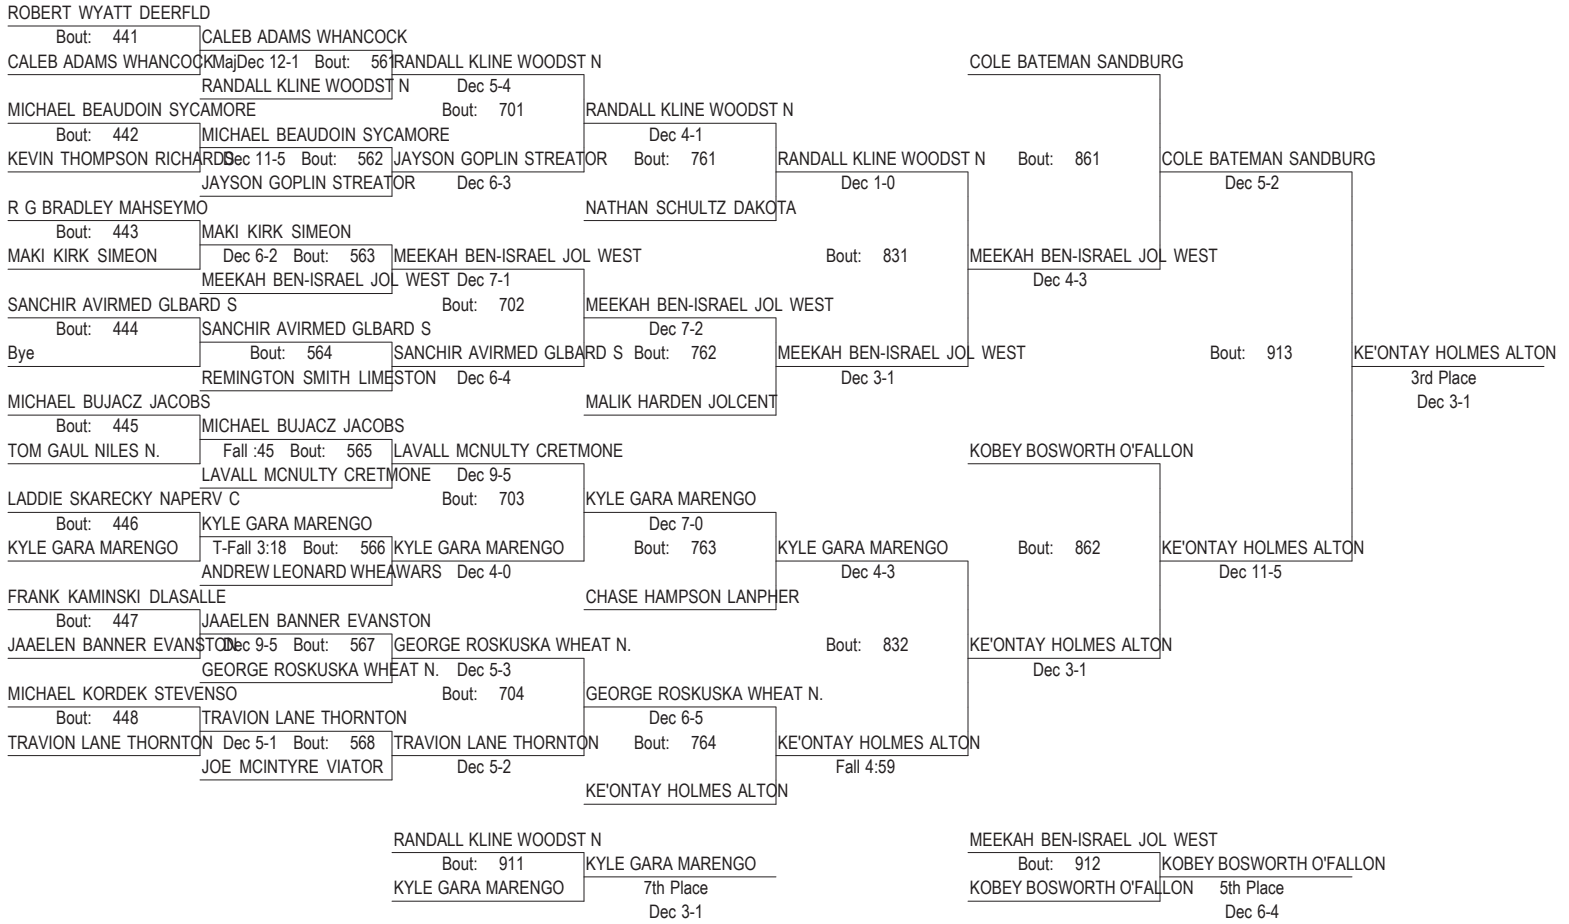 ROBERT WYATT DEERFLD
Bout: 441 CALEB ADAMS WHANCOCK
CALEB ADAMS WHANCOCK MajDec 12-1 Bout: 561 RANDALL KLINE WOODST N COLE BATEMAN SANDBURG
RANDALL KLINE WOODST N Dec 5-4
MICHAEL BEAUDOIN SYCAMORE Bout: 701 RANDALL KLINE WOODST N
Bout: 442 MICHAEL BEAUDOIN SYCAMORE Dec 4-1
KEVIN THOMPSON RICHARDS Dec 11-5 Bout: 562 JAYSON GOPLIN STREATOR Bout: 761 RANDALL KLINE WOODST N Bout: 861 COLE BATEMAN SANDBURG
JAYSON GOPLIN STREATOR Dec 6-3 Dec 1-0 Dec 5-2
R G BRADLEY MAHSEYMO NATHAN SCHULTZ DAKOTA
Bout: 443 MAKI KIRK SIMEON
MAKI KIRK SIMEON Dec 6-2 Bout: 563 MEEKAH BEN-ISRAEL JOL WEST Bout: 831 MEEKAH BEN-ISRAEL JOL WEST
MEEKAH BEN-ISRAEL JOL WEST Dec 7-1 Dec 4-3
SANCHIR AVIRMED GLBARD S Bout: 702 MEEKAH BEN-ISRAEL JOL WEST
Bout: 444 SANCHIR AVIRMED GLBARD S Dec 7-2
Bye Bout: 564 SANCHIR AVIRMED GLBARD S Bout: 762 MEEKAH BEN-ISRAEL JOL WEST Bout: 913 KE'ONTAY HOLMES ALTON
REMINGTON SMITH LIMESTON Dec 6-4 Dec 3-1 3rd Place
MICHAEL BUJACZ JACOBS MALIK HARDEN JOLCENT Dec 3-1
Bout: 445 MICHAEL BUJACZ JACOBS
TOM GAUL NILES N. Fall :45 Bout: 565 LAVALL MCNULTY CRETMONE KOBEY BOSWORTH O'FALLON
LAVALL MCNULTY CRETMONE Dec 9-5
LADDIE SKARECKY NAPERV C Bout: 703 KYLE GARA MARENGO
Bout: 446 KYLE GARA MARENGO Dec 7-0
KYLE GARA MARENGO T-Fall 3:18 Bout: 566 KYLE GARA MARENGO Bout: 763 KYLE GARA MARENGO Bout: 862 KE'ONTAY HOLMES ALTON
ANDREW LEONARD WHEAWARS Dec 4-0 Dec 4-3 Dec 11-5
FRANK KAMINSKI DLASALLE CHASE HAMPSON LANPHER
Bout: 447 JAAELEN BANNER EVANSTON
JAAELEN BANNER EVANSTON Dec 9-5 Bout: 567 GEORGE ROSKUSKA WHEAT N. Bout: 832 KE'ONTAY HOLMES ALTON
GEORGE ROSKUSKA WHEAT N. Dec 5-3 Dec 3-1
MICHAEL KORDEK STEVENSO Bout: 704 GEORGE ROSKUSKA WHEAT N.
Bout: 448 TRAVION LANE THORNTON Dec 6-5
TRAVION LANE THORNTON Dec 5-1 Bout: 568 TRAVION LANE THORNTON Bout: 764 KE'ONTAY HOLMES ALTON
JOE MCINTYRE VIATOR Dec 5-2 Fall 4:59
KE'ONTAY HOLMES ALTON
RANDALL KLINE WOODST N MEEKAH BEN-ISRAEL JOL WEST
Bout: 911 KYLE GARA MARENGO Bout: 912 KOBEY BOSWORTH O'FALLON
KYLE GARA MARENGO 7th Place KOBEY BOSWORTH O'FALLON 5th Place
Dec 3-1 Dec 6-4